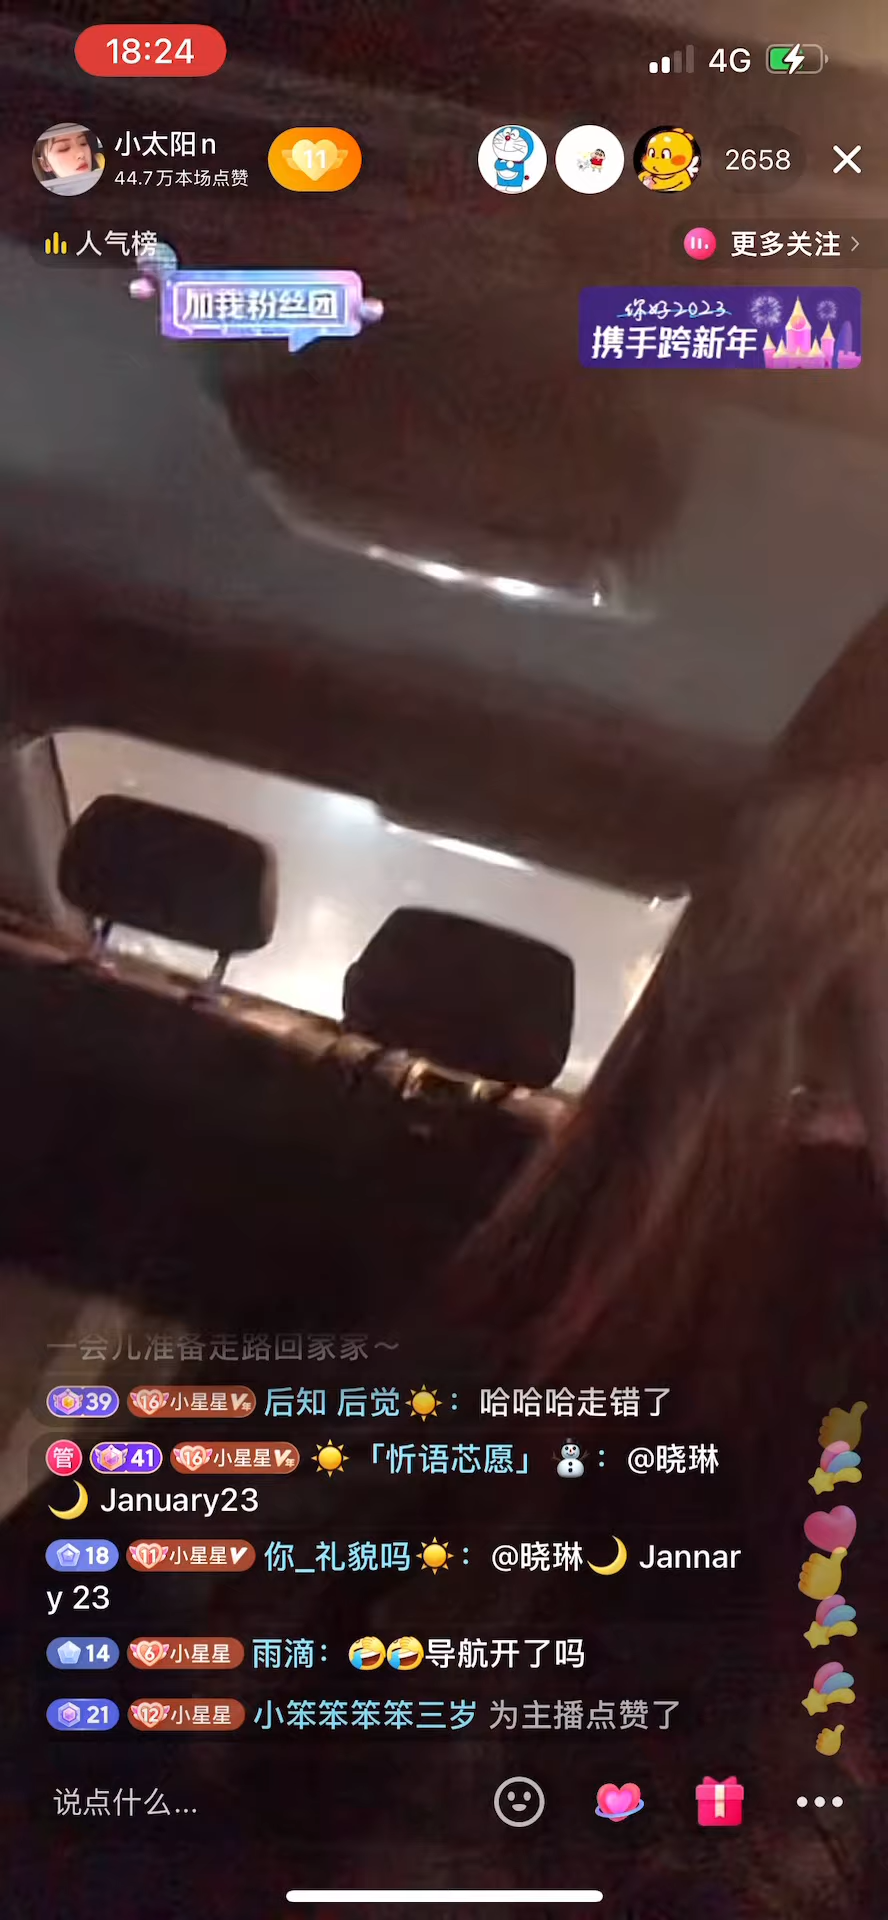 18:24
4G
小太阳n
44.7万本场点赞
11
2658
人气榜
更多关注
加我粉丝团
你好2023
携手跨新年
一会儿准备走路回家家～
39 16 小星星 V年 后知 后觉☀️：哈哈哈走错了
管 41 16 小星星 V年 ☀️「忻语芯愿」⛄：@晓琳
🌙 January23
18 11 小星星 V 你_礼貌吗☀️：@晓琳🌙 Jannar
y 23
14 6 小星星 雨滴：🤣🤣导航开了吗
21 12 小星星 小笨笨笨笨三岁 为主播点赞了
说点什么...